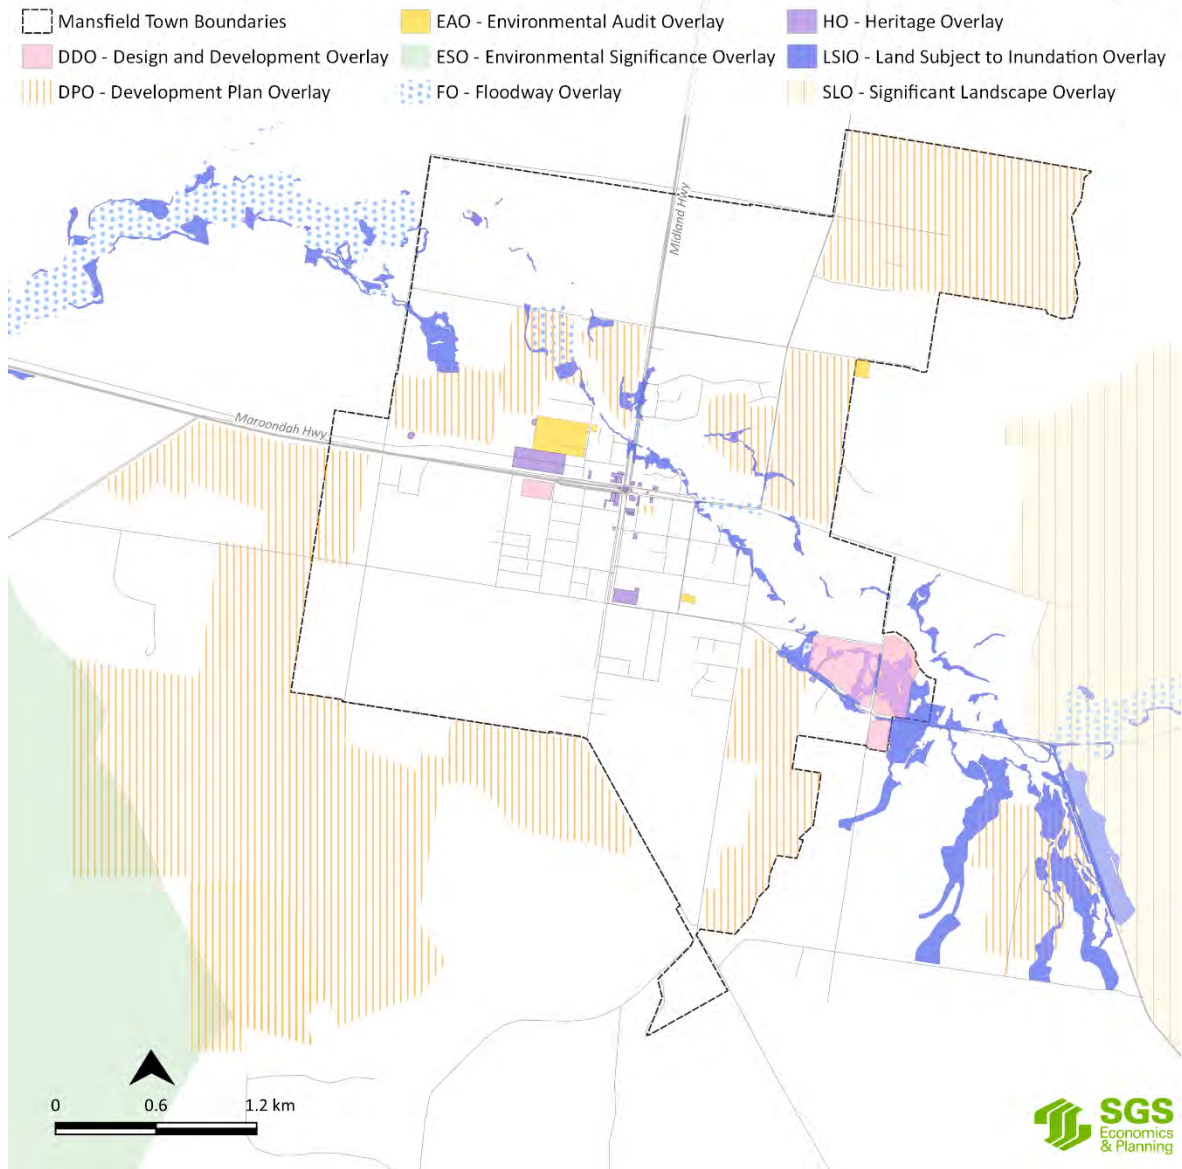 Mansfield Town Boundaries
EAO - Environmental Audit Overlay
HO - Heritage Overlay
DDO - Design and Development Overlay
ESO - Environmental Significance Overlay
LSIO - Land Subject to Inundation Overlay
DPO - Development Plan Overlay
FO - Floodway Overlay
SLO - Significant Landscape Overlay
Midland Hwy
Maroondah Hwy
0 0.6 1.2 km
SGS
Economics
& Planning